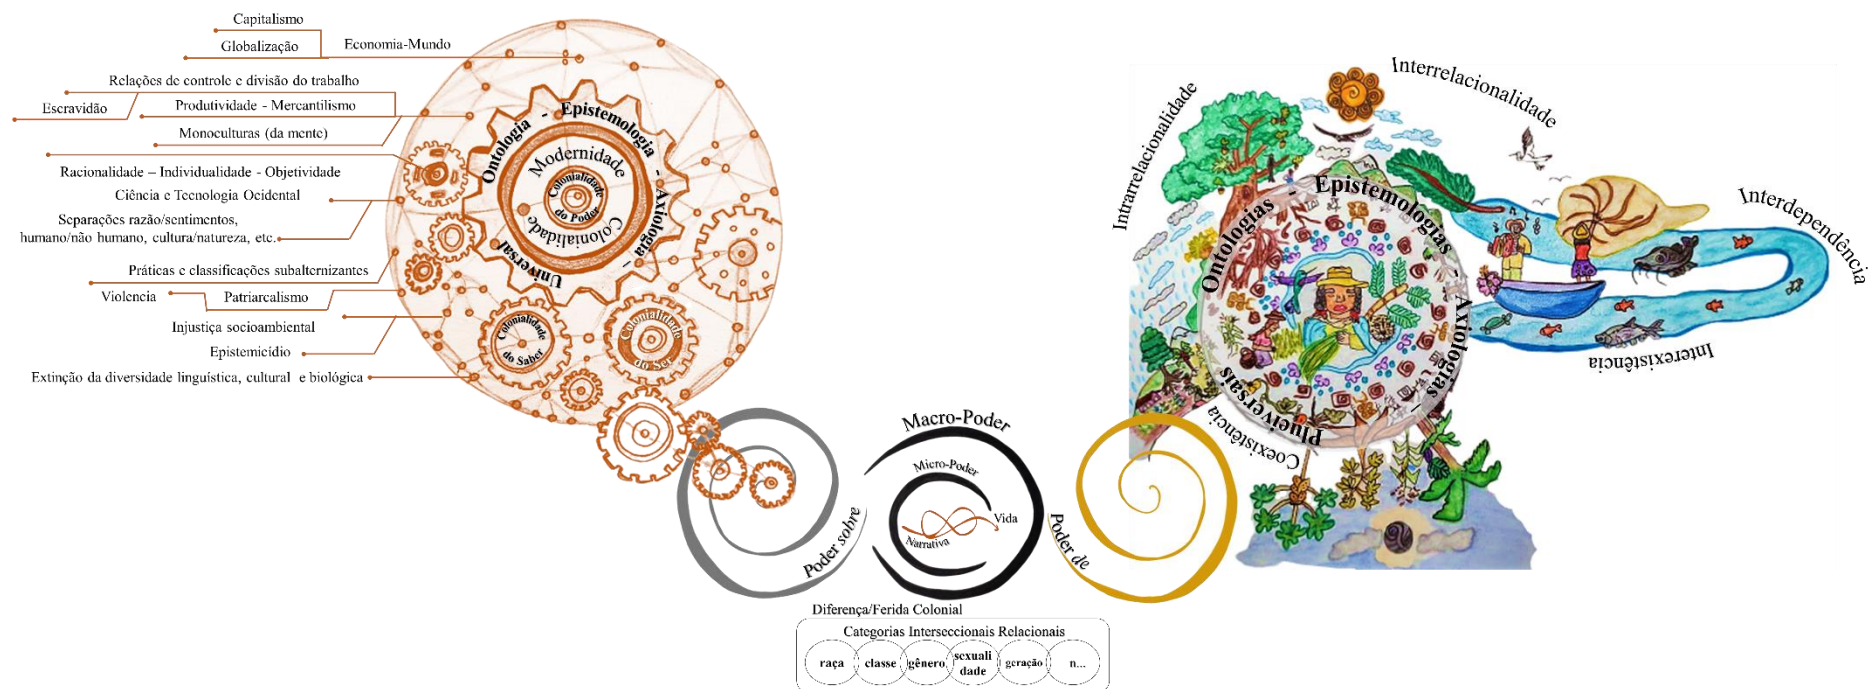 Capitalismo
Globalização
Economia-Mundo
Relações de controle e divisão do trabalho
Escravidão
Produtividade - Mercantilismo
Monoculturas (da mente)
Racionalidade – Individualidade - Objetividade
Ciência e Tecnologia Ocidental
Separações razão/sentimentos,
humano/não humano, cultura/natureza, etc.
Práticas e classificações subalternizantes
Violencia
Patriarcalismo
Injustiça socioambiental
Epistemicídio
Extinção da diversidade linguística, cultural e biológica
Ontologia - Epistemologia - Axiologia –
Universal
Modernidade
Colonialidade
Colonialidade
do Poder
Colonialidade
do Saber
Colonialidade
do Ser
Poder sobre
Macro-Poder
Micro-Poder
Narrativa
Vida
Poder de
Diferença/Ferida Colonial
Categorias Interseccionais Relacionais
raça
classe
gênero
sexuali
dade
geração
n...
Intrarrelacionalidade
Interrelacionalidade
Interdependência
Interexistência
Coexistência
Ontologias - Epistemologias - Axiologias –
Plueiversais